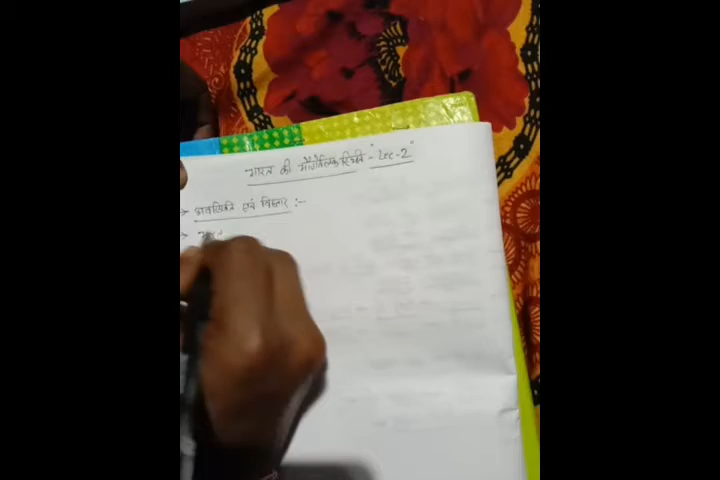 भारत की भौगोलिक स्थिति - "Lec-2"
→ अवस्थिति एवं विस्तार :-
→